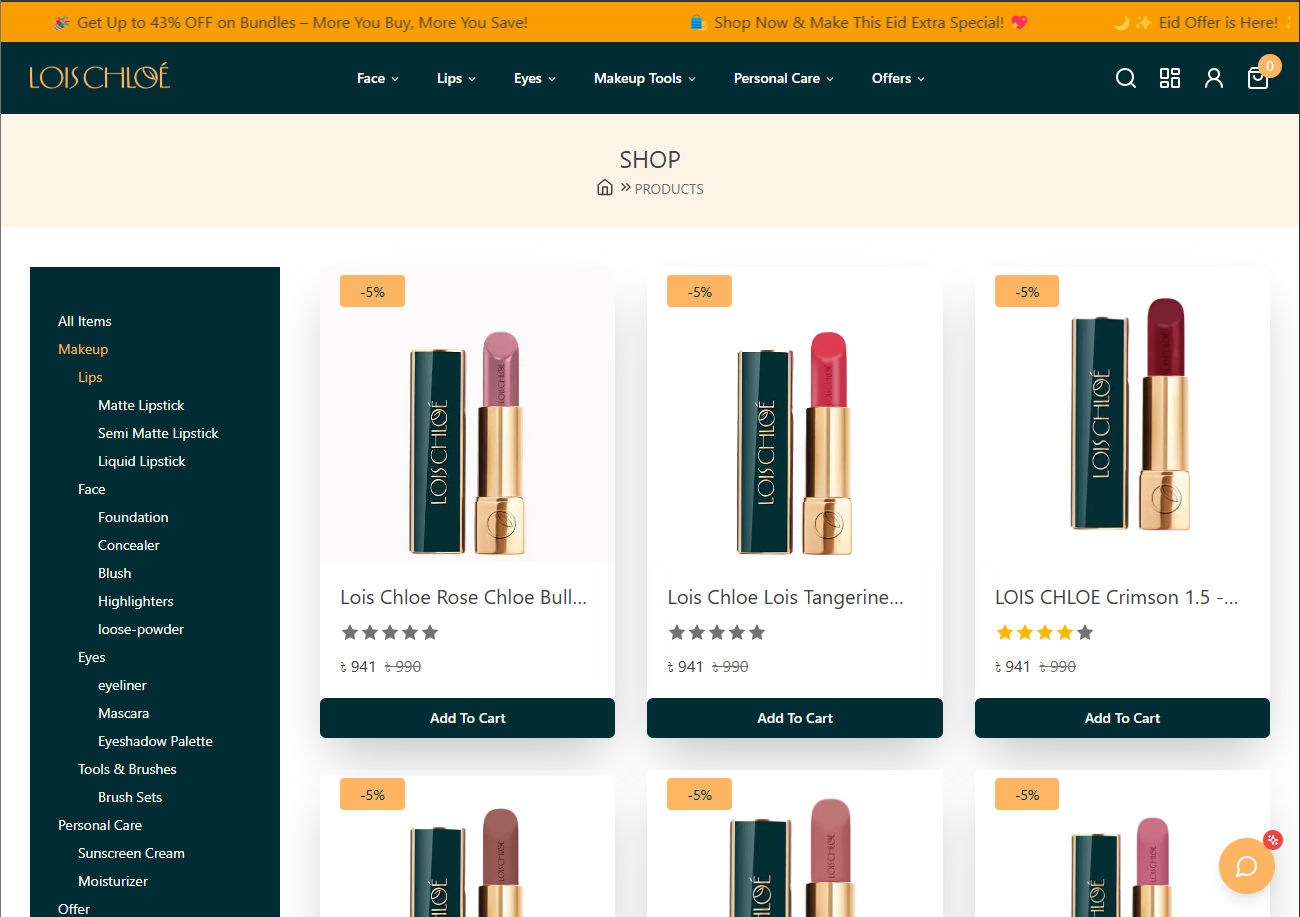 🎉 Get Up to 43% OFF on Bundles – More You Buy, More You Save! 🛍️ Shop Now & Make This Eid Extra Special! 💖 🌙✨ Eid Offer is Here!
LOIS CHLOÉ
Face Lips Eyes Makeup Tools Personal Care Offers
0
SHOP
PRODUCTS
All Items
Makeup
Lips
Matte Lipstick
Semi Matte Lipstick
Liquid Lipstick
Face
Foundation
Concealer
Blush
Highlighters
loose-powder
Eyes
eyeliner
Mascara
Eyeshadow Palette
Tools & Brushes
Brush Sets
Personal Care
Sunscreen Cream
Moisturizer
Offer
-5%
LOIS CHLOÉ
LOIS CHLOÉ
Lois Chloe Rose Chloe Bull...
৳ 941 ৳ 990
Add To Cart
-5%
LOIS CHLOÉ
LOIS CHLOÉ
Lois Chloe Lois Tangerine...
৳ 941 ৳ 990
Add To Cart
-5%
LOIS CHLOÉ
LOIS CHLOE Crimson 1.5 -...
৳ 941 ৳ 990
Add To Cart
-5%
LOIS CHLOÉ
-5%
LOIS CHLOÉ
-5%
LOIS CHLOÉ